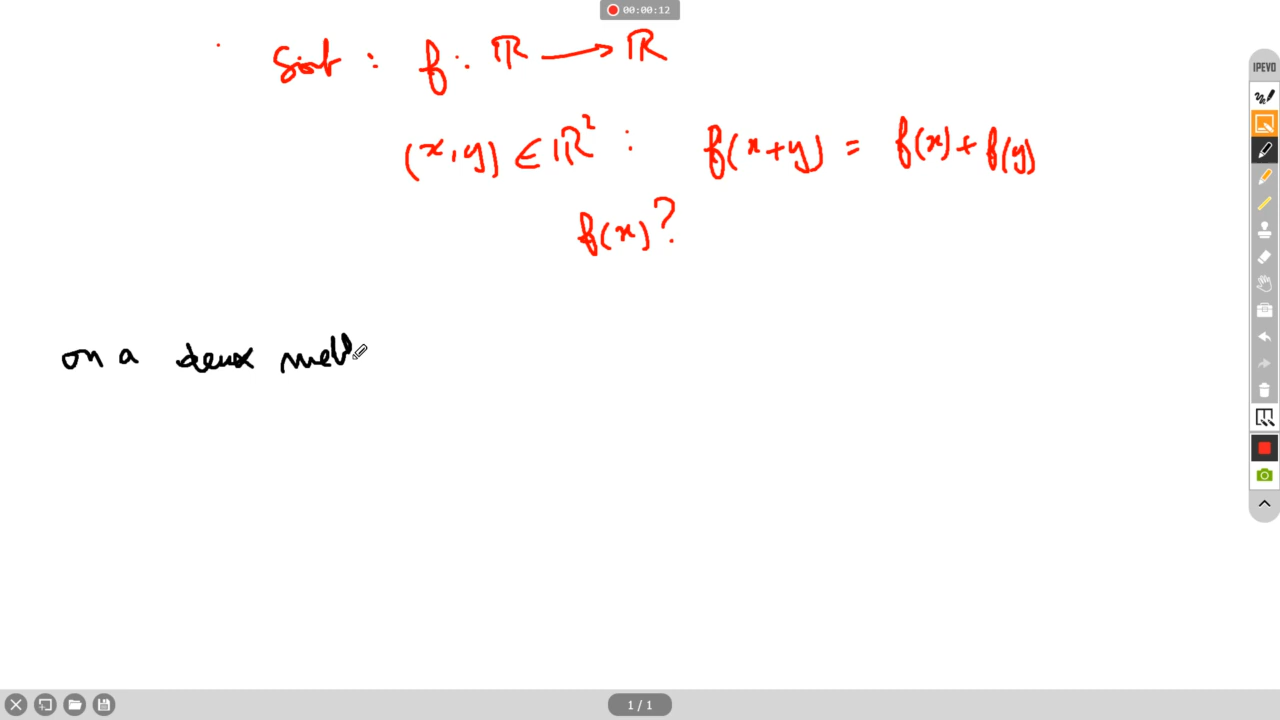 00:00:12
Soit : f : ℝ → ℝ
(x,y) ∈ ℝ² : f(x+y) = f(x) + f(y)
f(x) ?
on a deux
IPEVO
1 / 1